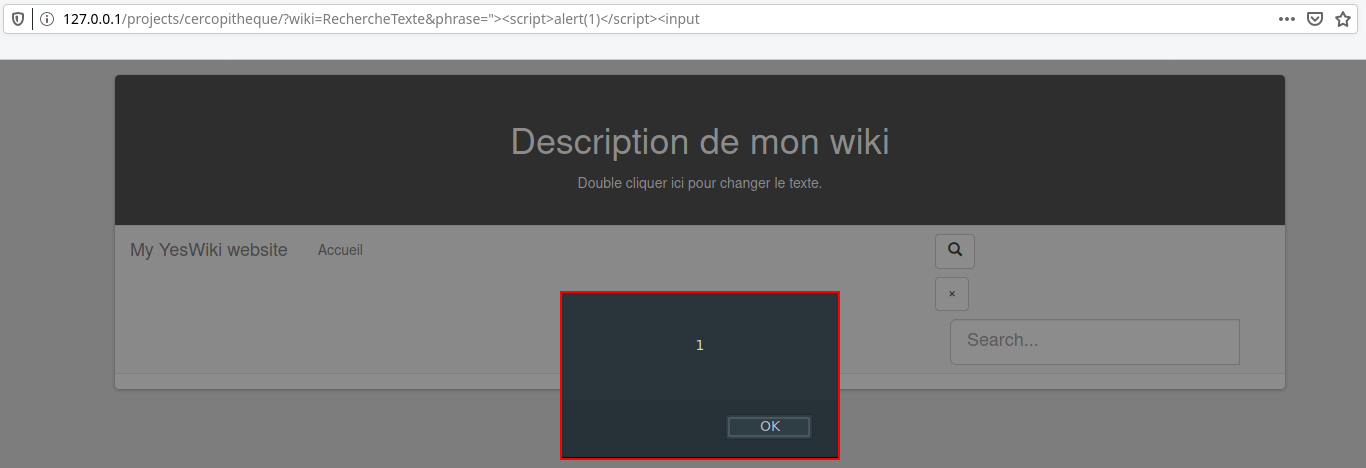 127.0.0.1/projects/cercopitheque/?wiki=RechercheTexte&phrase="><script>alert(1)</script><input
Description de mon wiki
Double cliquer ici pour changer le texte.
My YesWiki website Accueil
×
Search...
1
OK